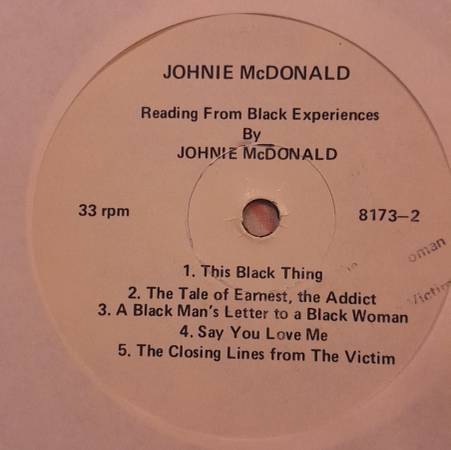 JOHNIE McDONALD
Reading From Black Experiences
By
JOHNIE McDONALD
33 rpm
8173-2
1. This Black Thing
2. The Tale of Earnest, the Addict
3. A Black Man's Letter to a Black Woman
4. Say You Love Me
5. The Closing Lines from The Victim
oman
Victim